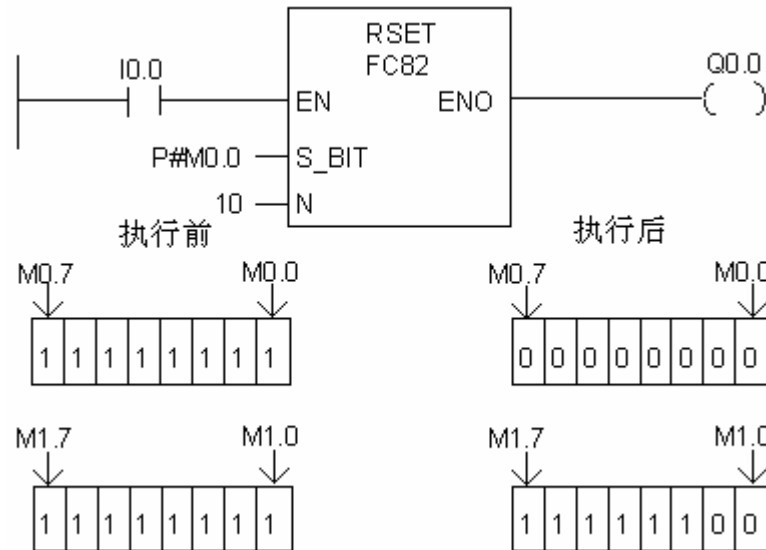 RSET
FC82
I0.0
Q0.0
EN
ENO
P#M0.0
S_BIT
10
N
执行前
执行后
M0.7
M0.0
M0.7
M0.0
1 1 1 1 1 1 1 1
0 0 0 0 0 0 0 0
M1.7
M1.0
M1.7
M1.0
1 1 1 1 1 1 1 1
1 1 1 1 1 1 0 0